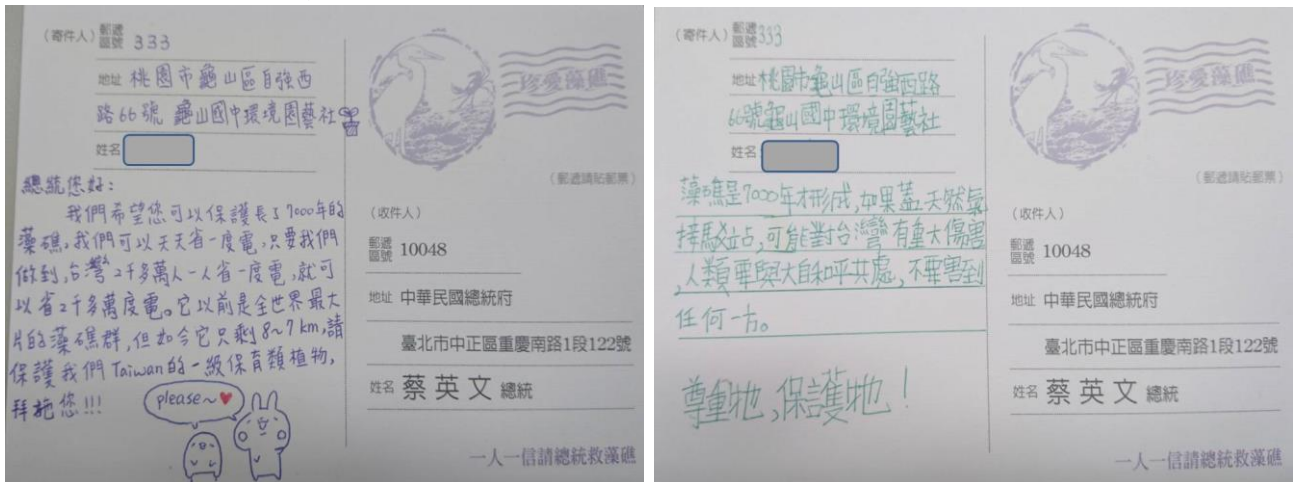 (寄件人) 郵遞區號 333
地址 桃園市龜山區自強西
路66號 龜山國中環境園藝社
姓名
總統您好:
我們希望您可以保護長了7000年的
藻礁,我們可以天天省一度電,只要我們
做到,台灣2千多萬人一人省一度電,就可
以省2千多萬度電。它以前是全世界最大
片的藻礁群,但如今它只剩8~7km,請
保護我們Taiwan的一級保育類植物,
拜託您!!!
please~
珍愛藻礁
(郵遞請貼郵票)
(收件人)
郵遞區號 10048
地址 中華民國總統府
臺北市中正區重慶南路1段122號
姓名 蔡英文 總統
一人一信請總統救藻礁
(寄件人) 郵遞區號 333
地址 桃園市龜山區自強西路
66號龜山國中環境園藝社
姓名
藻礁是7000年才形成,如果蓋天然氣
接駁站,可能對台灣有重大傷害
,人類要與大自和平共處,不要害到
任何一方。
尊重牠,保護牠!
珍愛藻礁
(郵遞請貼郵票)
(收件人)
郵遞區號 10048
地址 中華民國總統府
臺北市中正區重慶南路1段122號
姓名 蔡英文 總統
一人一信請總統救藻礁